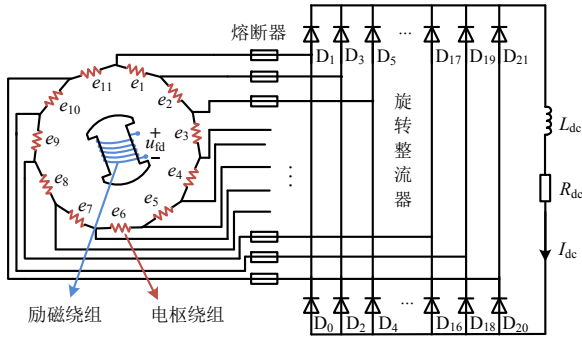 熔断器
D1 D3 D5 ... D17 D19 D21
e11 e1
e10 e2
e9 e3
e8 e4
e7 e6 e5
+
ufd
−
...
旋转整流器
Ldc
Rdc
Idc
...
D0 D2 D4 D16 D18 D20
励磁绕组 电枢绕组